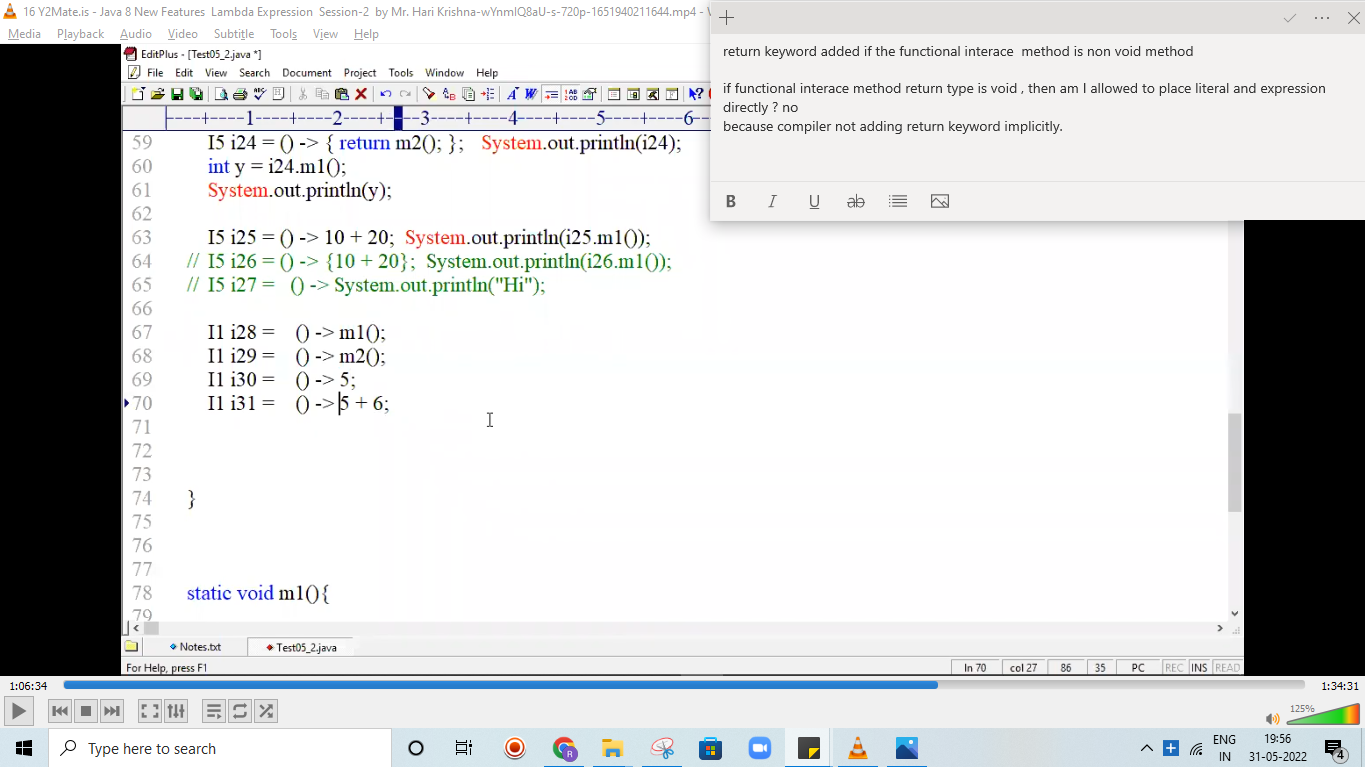 16 Y2Mate.is - Java 8 New Features Lambda Expression Session-2 by Mr. Hari Krishna-wYnmlQ8aU-s-720p-1651940211644.mp4 - V
Media Playback Audio Video Subtitle Tools View Help
return keyword added if the functional interace method is non void method
if functional interace method return type is void , then am I allowed to place literal and expression
directly ? no
because compiler not adding return keyword implicitly.
B I U ab
EditPlus - [Test05_2.java *]
File Edit View Search Document Project Tools Window Help
----+----1----+----2----+----3----+----4----+----5----+----6--
59 I5 i24 = () -> { return m2(); }; System.out.println(i24);
60 int y = i24.m1();
61 System.out.println(y);
62
63 I5 i25 = () -> 10 + 20; System.out.println(i25.m1());
64 // I5 i26 = () -> {10 + 20}; System.out.println(i26.m1());
65 // I5 i27 = () -> System.out.println("Hi");
66
67 I1 i28 = () -> m1();
68 I1 i29 = () -> m2();
69 I1 i30 = () -> 5;
70 I1 i31 = () -> 5 + 6;
71
72
73
74 }
75
76
77
78 static void m1(){
79
Notes.txt Test05_2.java
For Help, press F1 ln 70 col 27 86 35 PC REC INS READ
1:06:34 1:34:31
125%
Type here to search
ENG 19:56
IN 31-05-2022 4